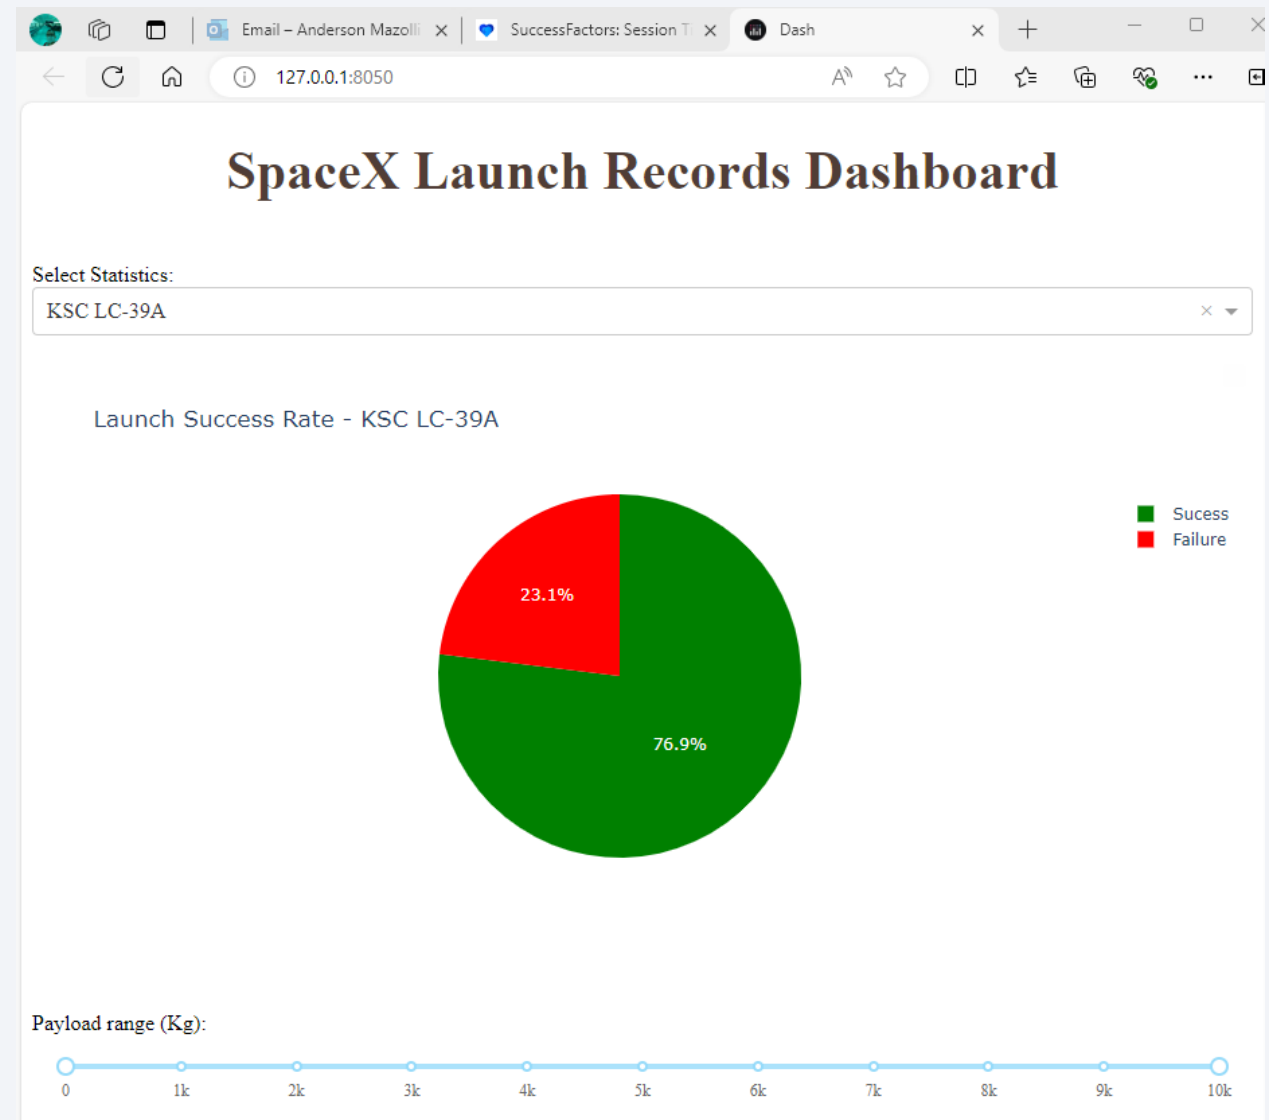 Email – Anderson Mazolli
SuccessFactors: Session T
Dash
127.0.0.1:8050
SpaceX Launch Records Dashboard
Select Statistics:
KSC LC-39A
Launch Success Rate - KSC LC-39A
Sucess
Failure
23.1%
76.9%
Payload range (Kg):
0 1k 2k 3k 4k 5k 6k 7k 8k 9k 10k